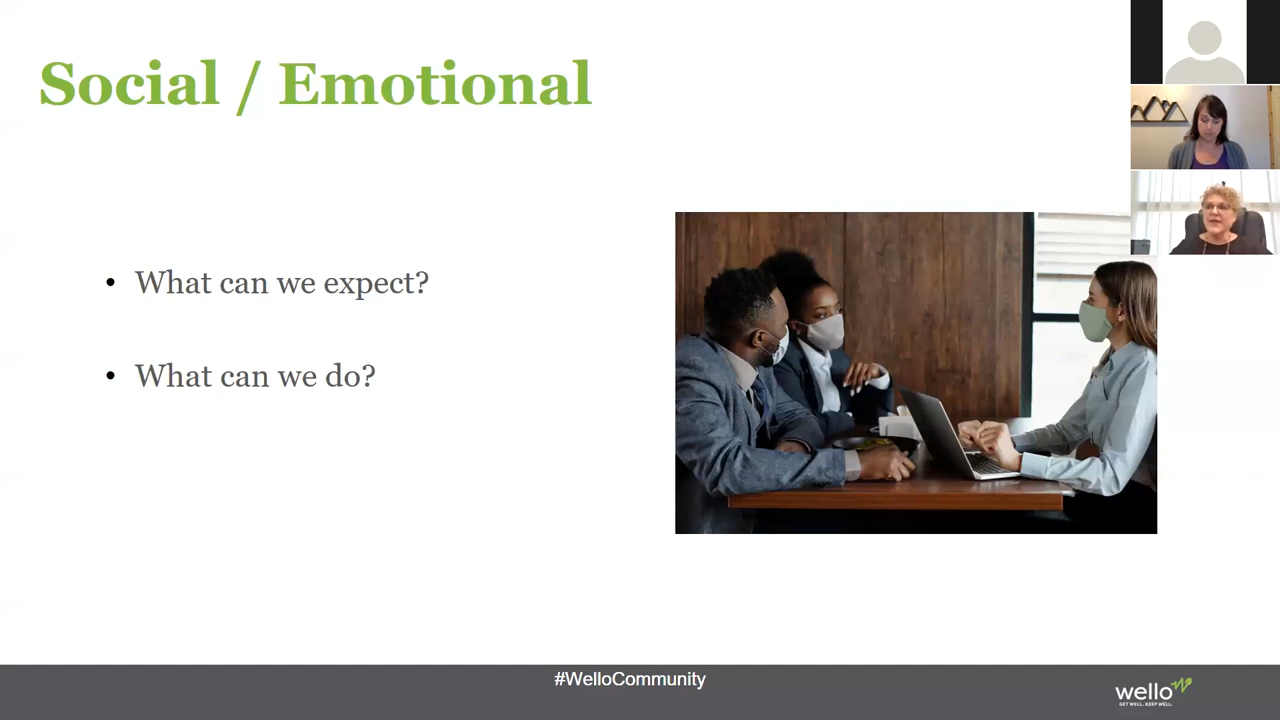 Social / Emotional
• What can we expect?
• What can we do?
#WelloCommunity
wello
GET WELL. KEEP WELL.